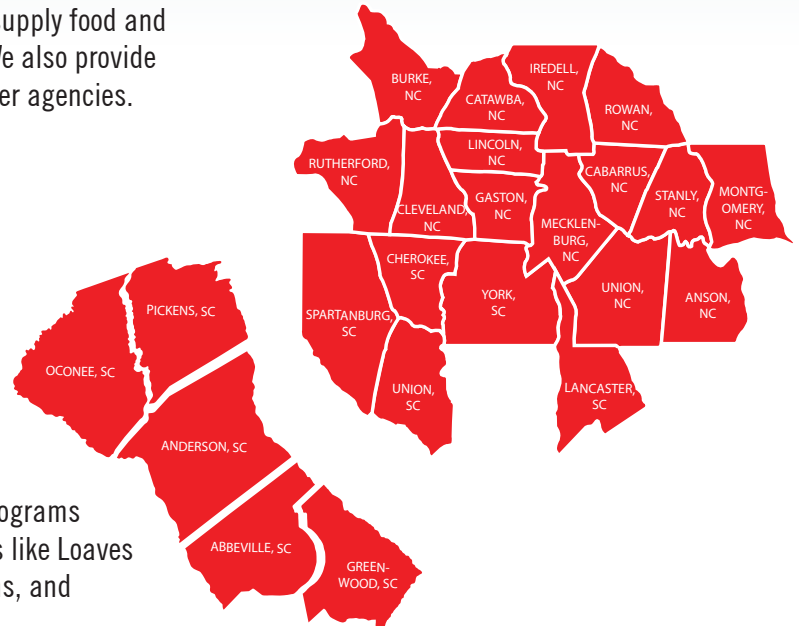 supply food and
We also provide
er agencies.
BURKE,
NC
CATAWBA,
NC
IREDELL,
NC
ROWAN,
NC
RUTHERFORD,
NC
CLEVELAND,
NC
LINCOLN,
NC
GASTON,
NC
MECKLEN-
BURG,
NC
CABARRUS,
NC
STANLY,
NC
MONTG-
OMERY,
NC
SPARTANBURG,
SC
CHEROKEE,
SC
YORK,
SC
UNION,
NC
ANSON,
NC
UNION,
SC
LANCASTER,
SC
PICKENS, SC
OCONEE, SC
ANDERSON, SC
ABBEVILLE, SC
GREEN-
WOOD, SC
ograms
s like Loaves
ns, and